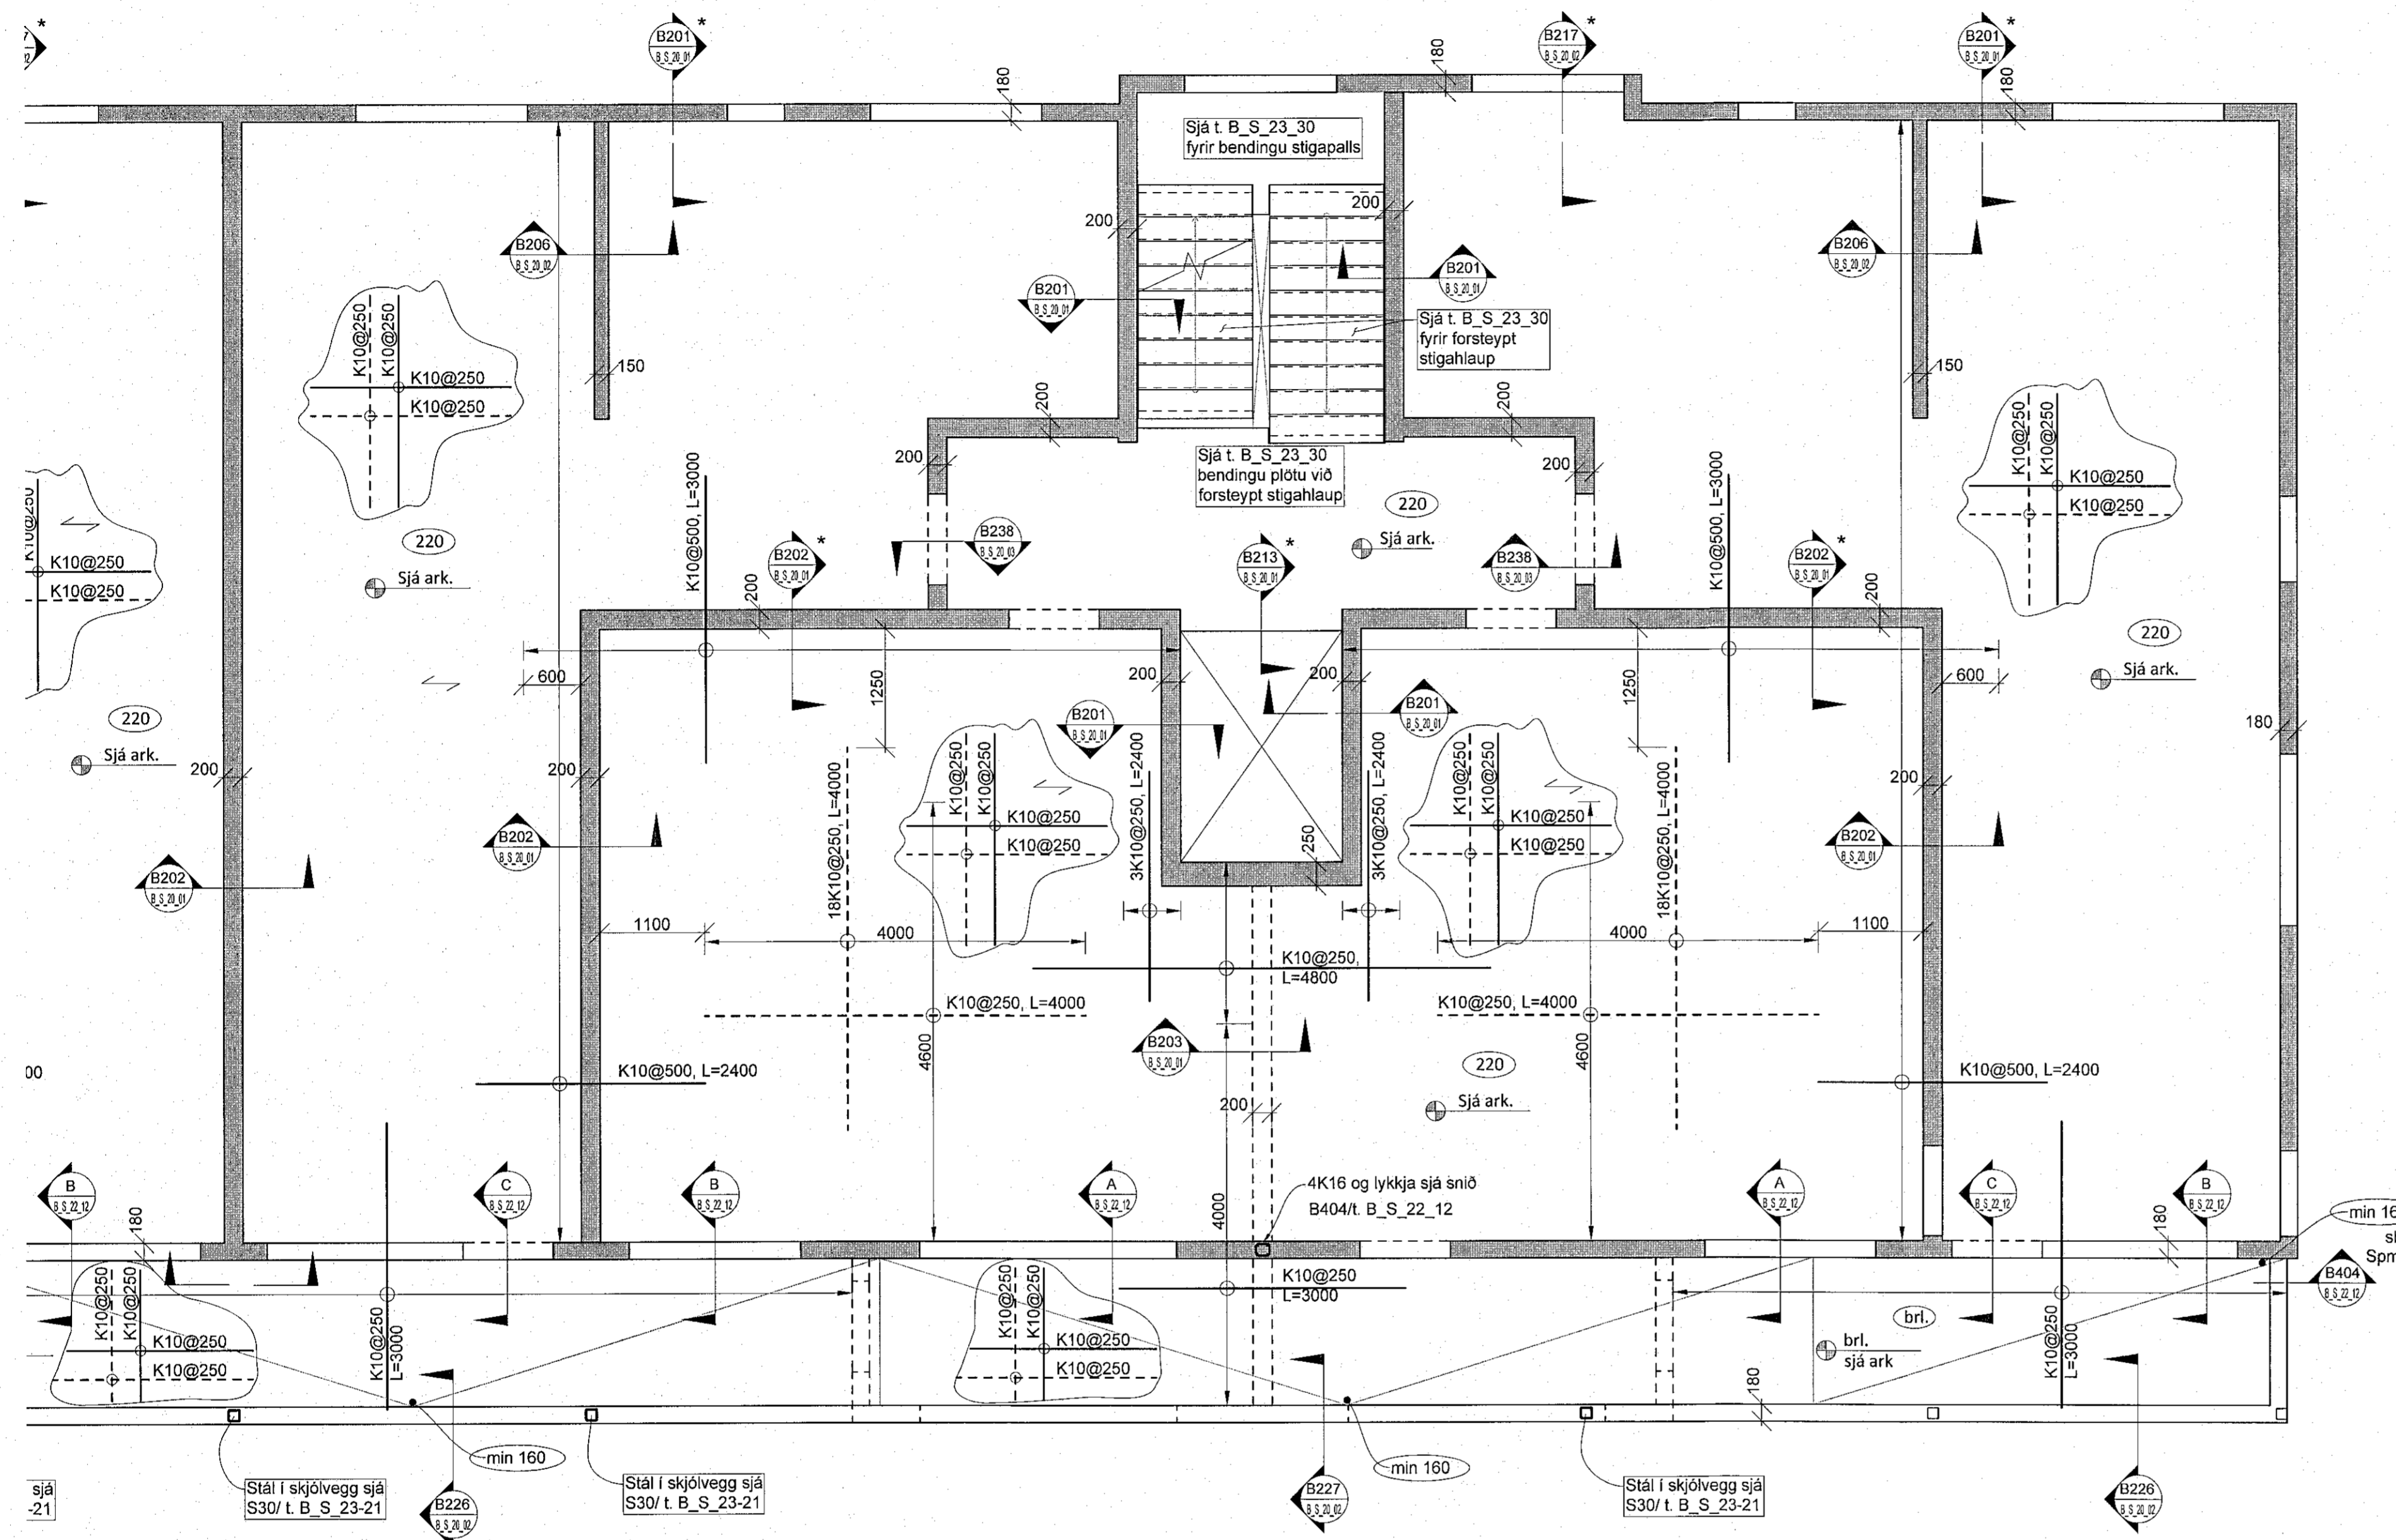 *
B201
B_S_20_01
*
B217
B_S_20_02
*
B201
B_S_20_01
180
180
180
Sjá t. B_S_23_30
fyrir bendingu stigapalls
200
200
B206
B_S_20_02
B201
B_S_20_01
B201
B_S_20_01
B206
B_S_20_02
Sjá t. B_S_23_30
fyrir forsteypt
stigahlaup
K10@250
K10@250
K10@250
K10@250
150
150
200
200
K10@250
K10@250
K10@250
K10@250
200
200
Sjá t. B_S_23_30
bendingu plötu við
forsteypt stigahlaup
K10@500, L=3000
K10@500, L=3000
220
Sjá ark.
220
Sjá ark.
K10@250
K10@250
K10@250
B202
B_S_20_01
*
B238
B_S_20_03
B213
B_S_20_01
*
B238
B_S_20_03
B202
B_S_20_01
*
200
200
220
Sjá ark.
220
Sjá ark.
600
1250
200
200
1250
600
B201
B_S_20_01
B201
B_S_20_01
200
200
200
180
K10@250
K10@250
K10@250
K10@250
K10@250
K10@250
K10@250
K10@250
18K10@250, L=4000
3K10@250, L=2400
3K10@250, L=2400
18K10@250, L=4000
250
B202
B_S_20_01
B202
B_S_20_01
B202
B_S_20_01
1100
4000
4000
1100
K10@250,
L=4800
K10@250, L=4000
K10@250, L=4000
B203
B_S_20_01
4600
4600
00
K10@500, L=2400
K10@500, L=2400
220
Sjá ark.
200
B
B_S_22_12
C
B_S_22_12
B
B_S_22_12
A
B_S_22_12
4K16 og lykkja sjá snið
B404/t. B_S_22_12
A
B_S_22_12
C
B_S_22_12
B
B_S_22_12
180
4000
180
min 16
Spm
B404
B_S_22_12
K10@250
K10@250
K10@250
K10@250
K10@250
L=3000
K10@250
K10@250
K10@250
K10@250
K10@250
L=3000
brl.
brl.
sjá ark
K10@250
L=3000
180
min 160
min 160
sjá
-21
Stál í skjólvegg sjá
S30/ t. B_S_23-21
B226
B_S_20_02
Stál í skjólvegg sjá
S30/ t. B_S_23-21
B227
B_S_20_02
Stál í skjólvegg sjá
S30/ t. B_S_23-21
B226
B_S_20_02